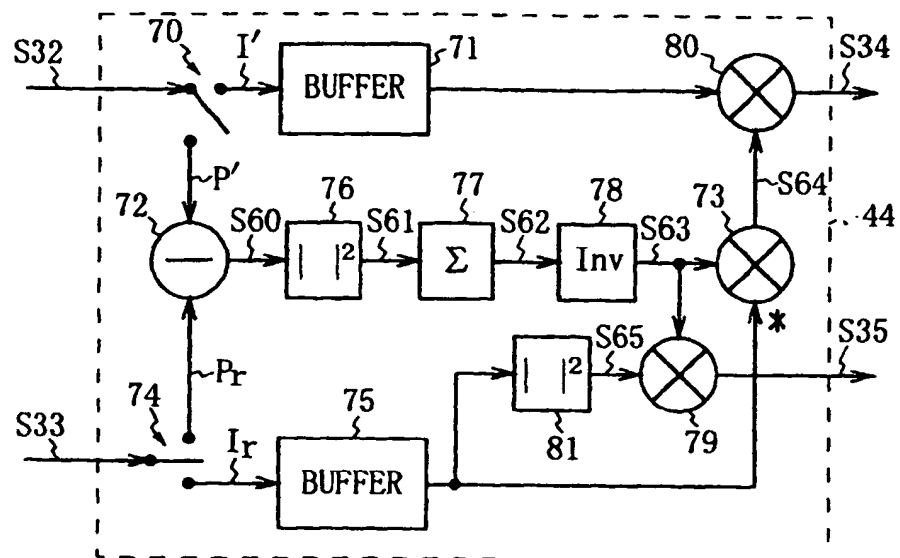 70
I′
71
80
S34
S32
BUFFER
P′
S64
72
76
77
78
73
44
S60
| |²
S61
Σ
S62
Inv
S63
—
*
S35
Pr
S65
| |²
74
75
81
79
S33
Ir
BUFFER